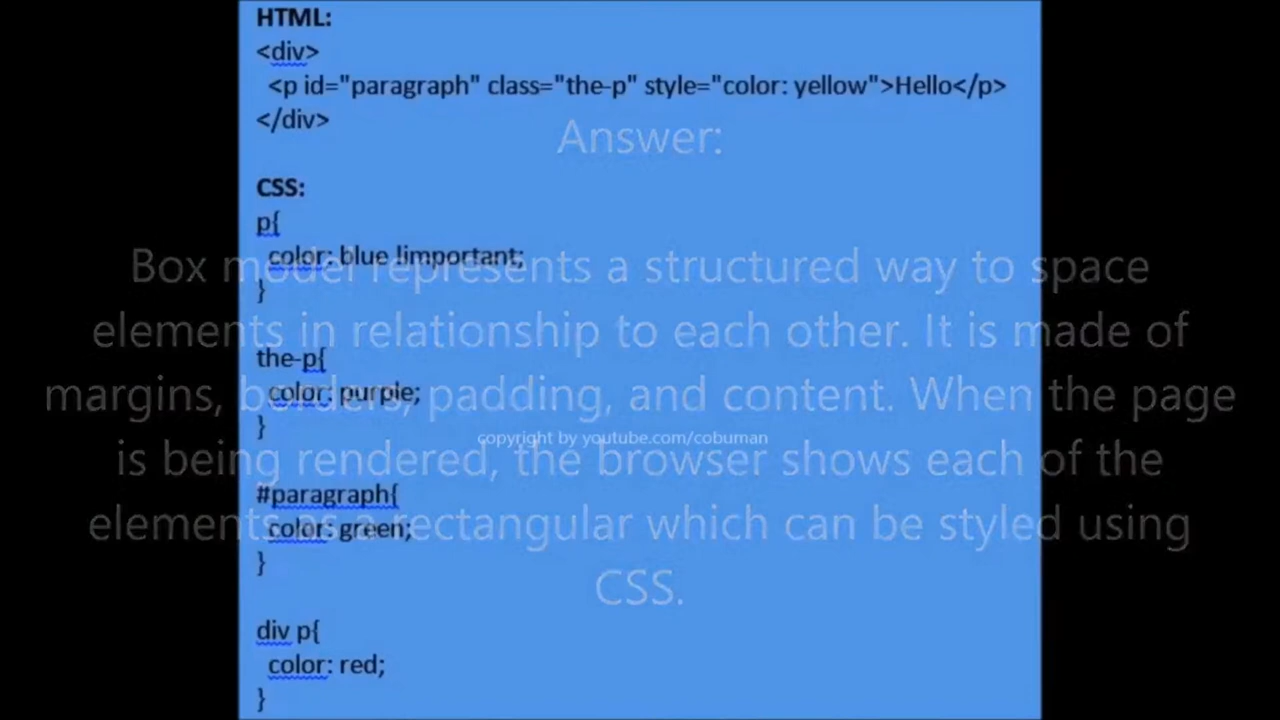 HTML:
<div>
<p id="paragraph" class="the-p" style="color: yellow">Hello</p>
</div>
Answer:
CSS:
p{
color: blue !important;
}
Box model represents a structured way to space
elements in relationship to each other. It is made of
the-p{
color: purple;
}
margins, borders, padding, and content. When the page
copyright by youtube.com/cobuman
is being rendered, the browser shows each of the
#paragraph{
color: green;
}
elements as a rectangular which can be styled using
CSS.
div p{
color: red;
}